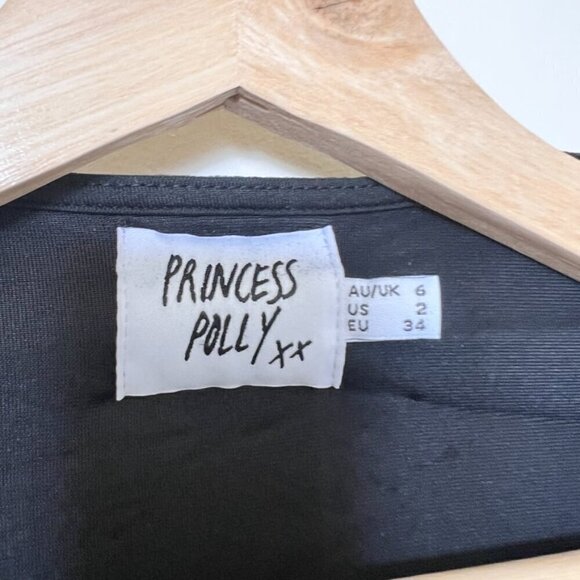 PRINCESS
POLLY xx
AU/UK 6
US 2
EU 34